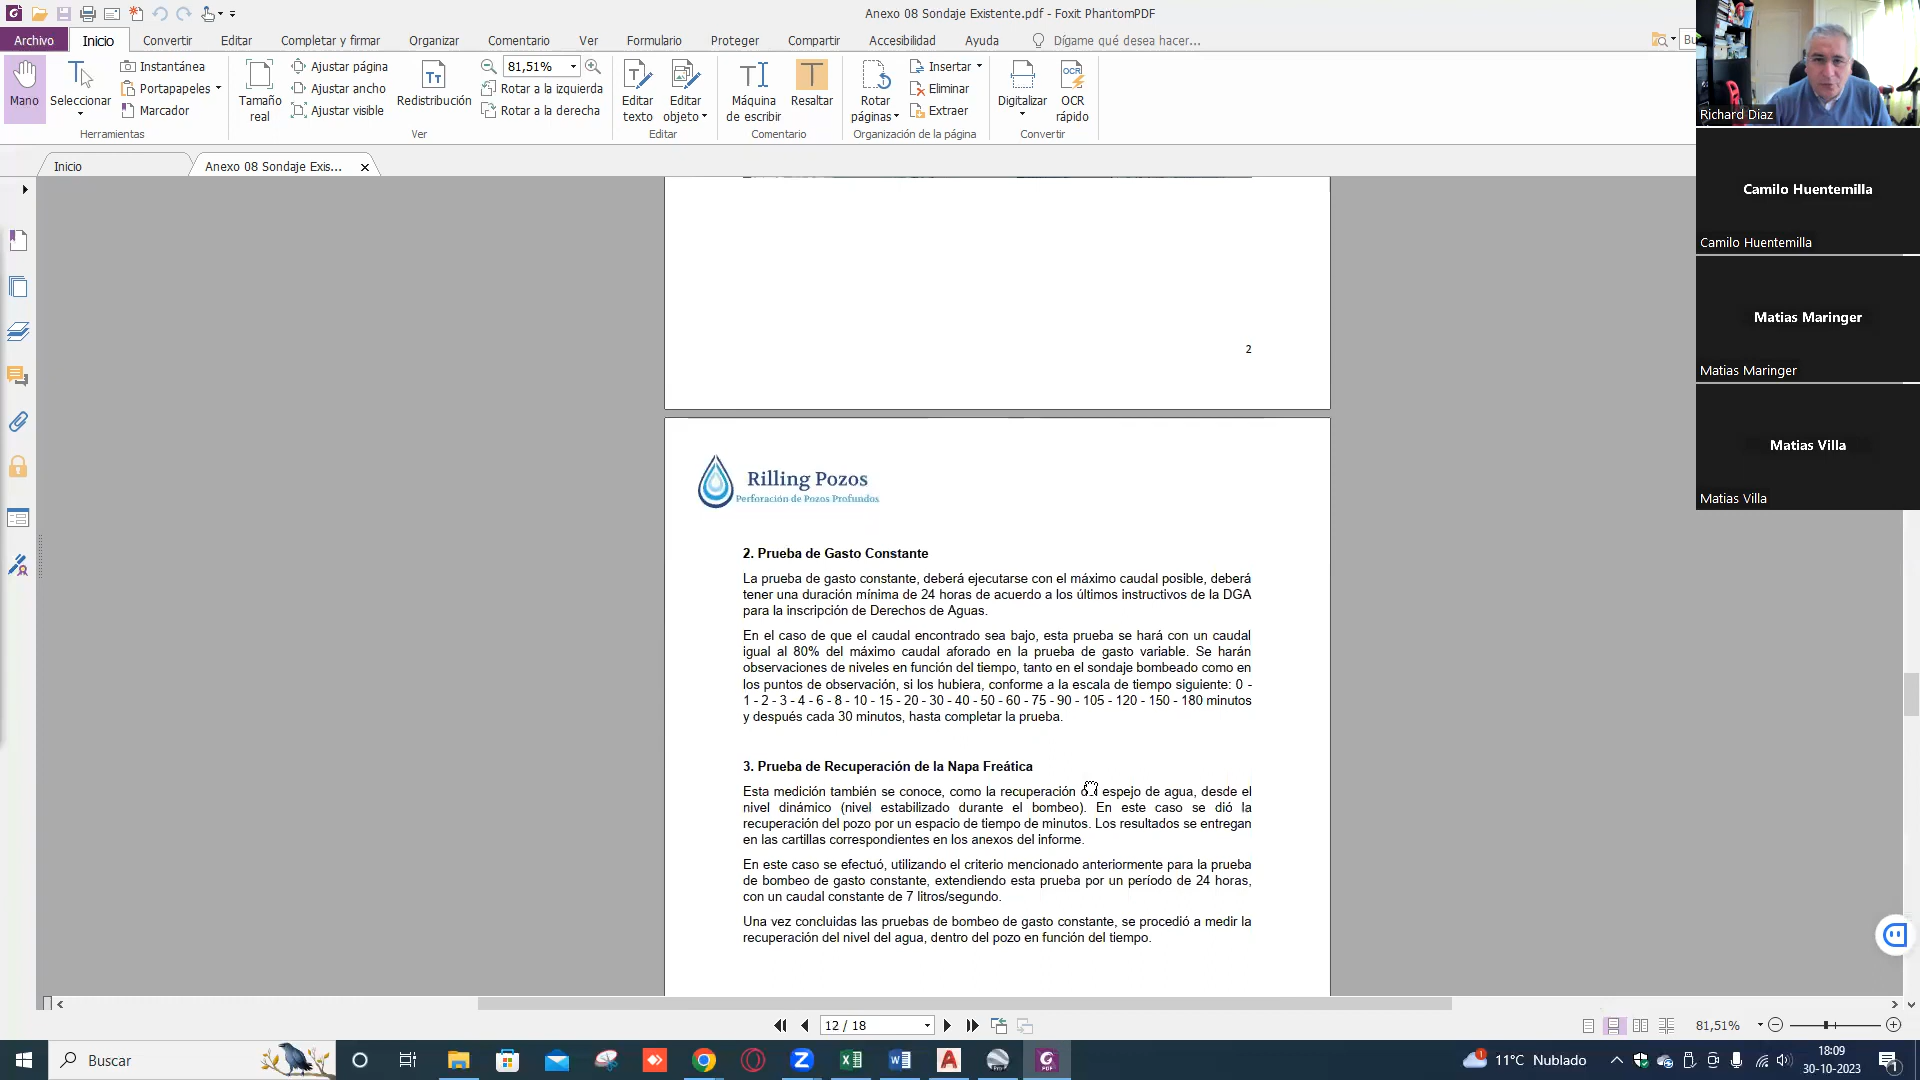 Anexo 08 Sondaje Existente.pdf - Foxit PhantomPDF
Archivo Inicio Convertir Editar Completar y firmar Organizar Comentario Ver Formulario Proteger Compartir Accesibilidad Ayuda Dígame qué desea hacer...
Mano
Seleccionar
Instantánea
Portapapeles
Marcador
Herramientas
Tamaño real
Ajustar página
Ajustar ancho
Ajustar visible
Redistribución
81,51%
Rotar a la izquierda
Rotar a la derecha
Ver
Editar texto
Editar objeto
Editar
Máquina de escribir
Resaltar
Comentario
Rotar páginas
Insertar
Eliminar
Extraer
Organización de la página
Digitalizar
OCR rápido
Convertir
Inicio
Anexo 08 Sondaje Exis...
2
Rilling Pozos
Perforación de Pozos Profundos
2. Prueba de Gasto Constante
La prueba de gasto constante, deberá ejecutarse con el máximo caudal posible, deberá
tener una duración mínima de 24 horas de acuerdo a los últimos instructivos de la DGA
para la inscripción de Derechos de Aguas.
En el caso de que el caudal encontrado sea bajo, esta prueba se hará con un caudal
igual al 80% del máximo caudal aforado en la prueba de gasto variable. Se harán
observaciones de niveles en función del tiempo, tanto en el sondaje bombeado como en
los puntos de observación, si los hubiera, conforme a la escala de tiempo siguiente: 0 -
1 - 2 - 3 - 4 - 6 - 8 - 10 - 15 - 20 - 30 - 40 - 50 - 60 - 75 - 90 - 105 - 120 - 150 - 180 minutos
y después cada 30 minutos, hasta completar la prueba.
3. Prueba de Recuperación de la Napa Freática
Esta medición también se conoce, como la recuperación espejo de agua, desde el
nivel dinámico (nivel estabilizado durante el bombeo). En este caso se dió la
recuperación del pozo por un espacio de tiempo de minutos. Los resultados se entregan
en las cartillas correspondientes en los anexos del informe.
En este caso se efectuó, utilizando el criterio mencionado anteriormente para la prueba
de bombeo de gasto constante, extendiendo esta prueba por un período de 24 horas,
con un caudal constante de 7 litros/segundo.
Una vez concluidas las pruebas de bombeo de gasto constante, se procedió a medir la
recuperación del nivel del agua, dentro del pozo en función del tiempo.
Richard Diaz
Camilo Huentemilla
Camilo Huentemilla
Matias Maringer
Matias Maringer
Matias Villa
Matias Villa
12 / 18
81,51%
Buscar
11°C Nublado
18:09
30-10-2023